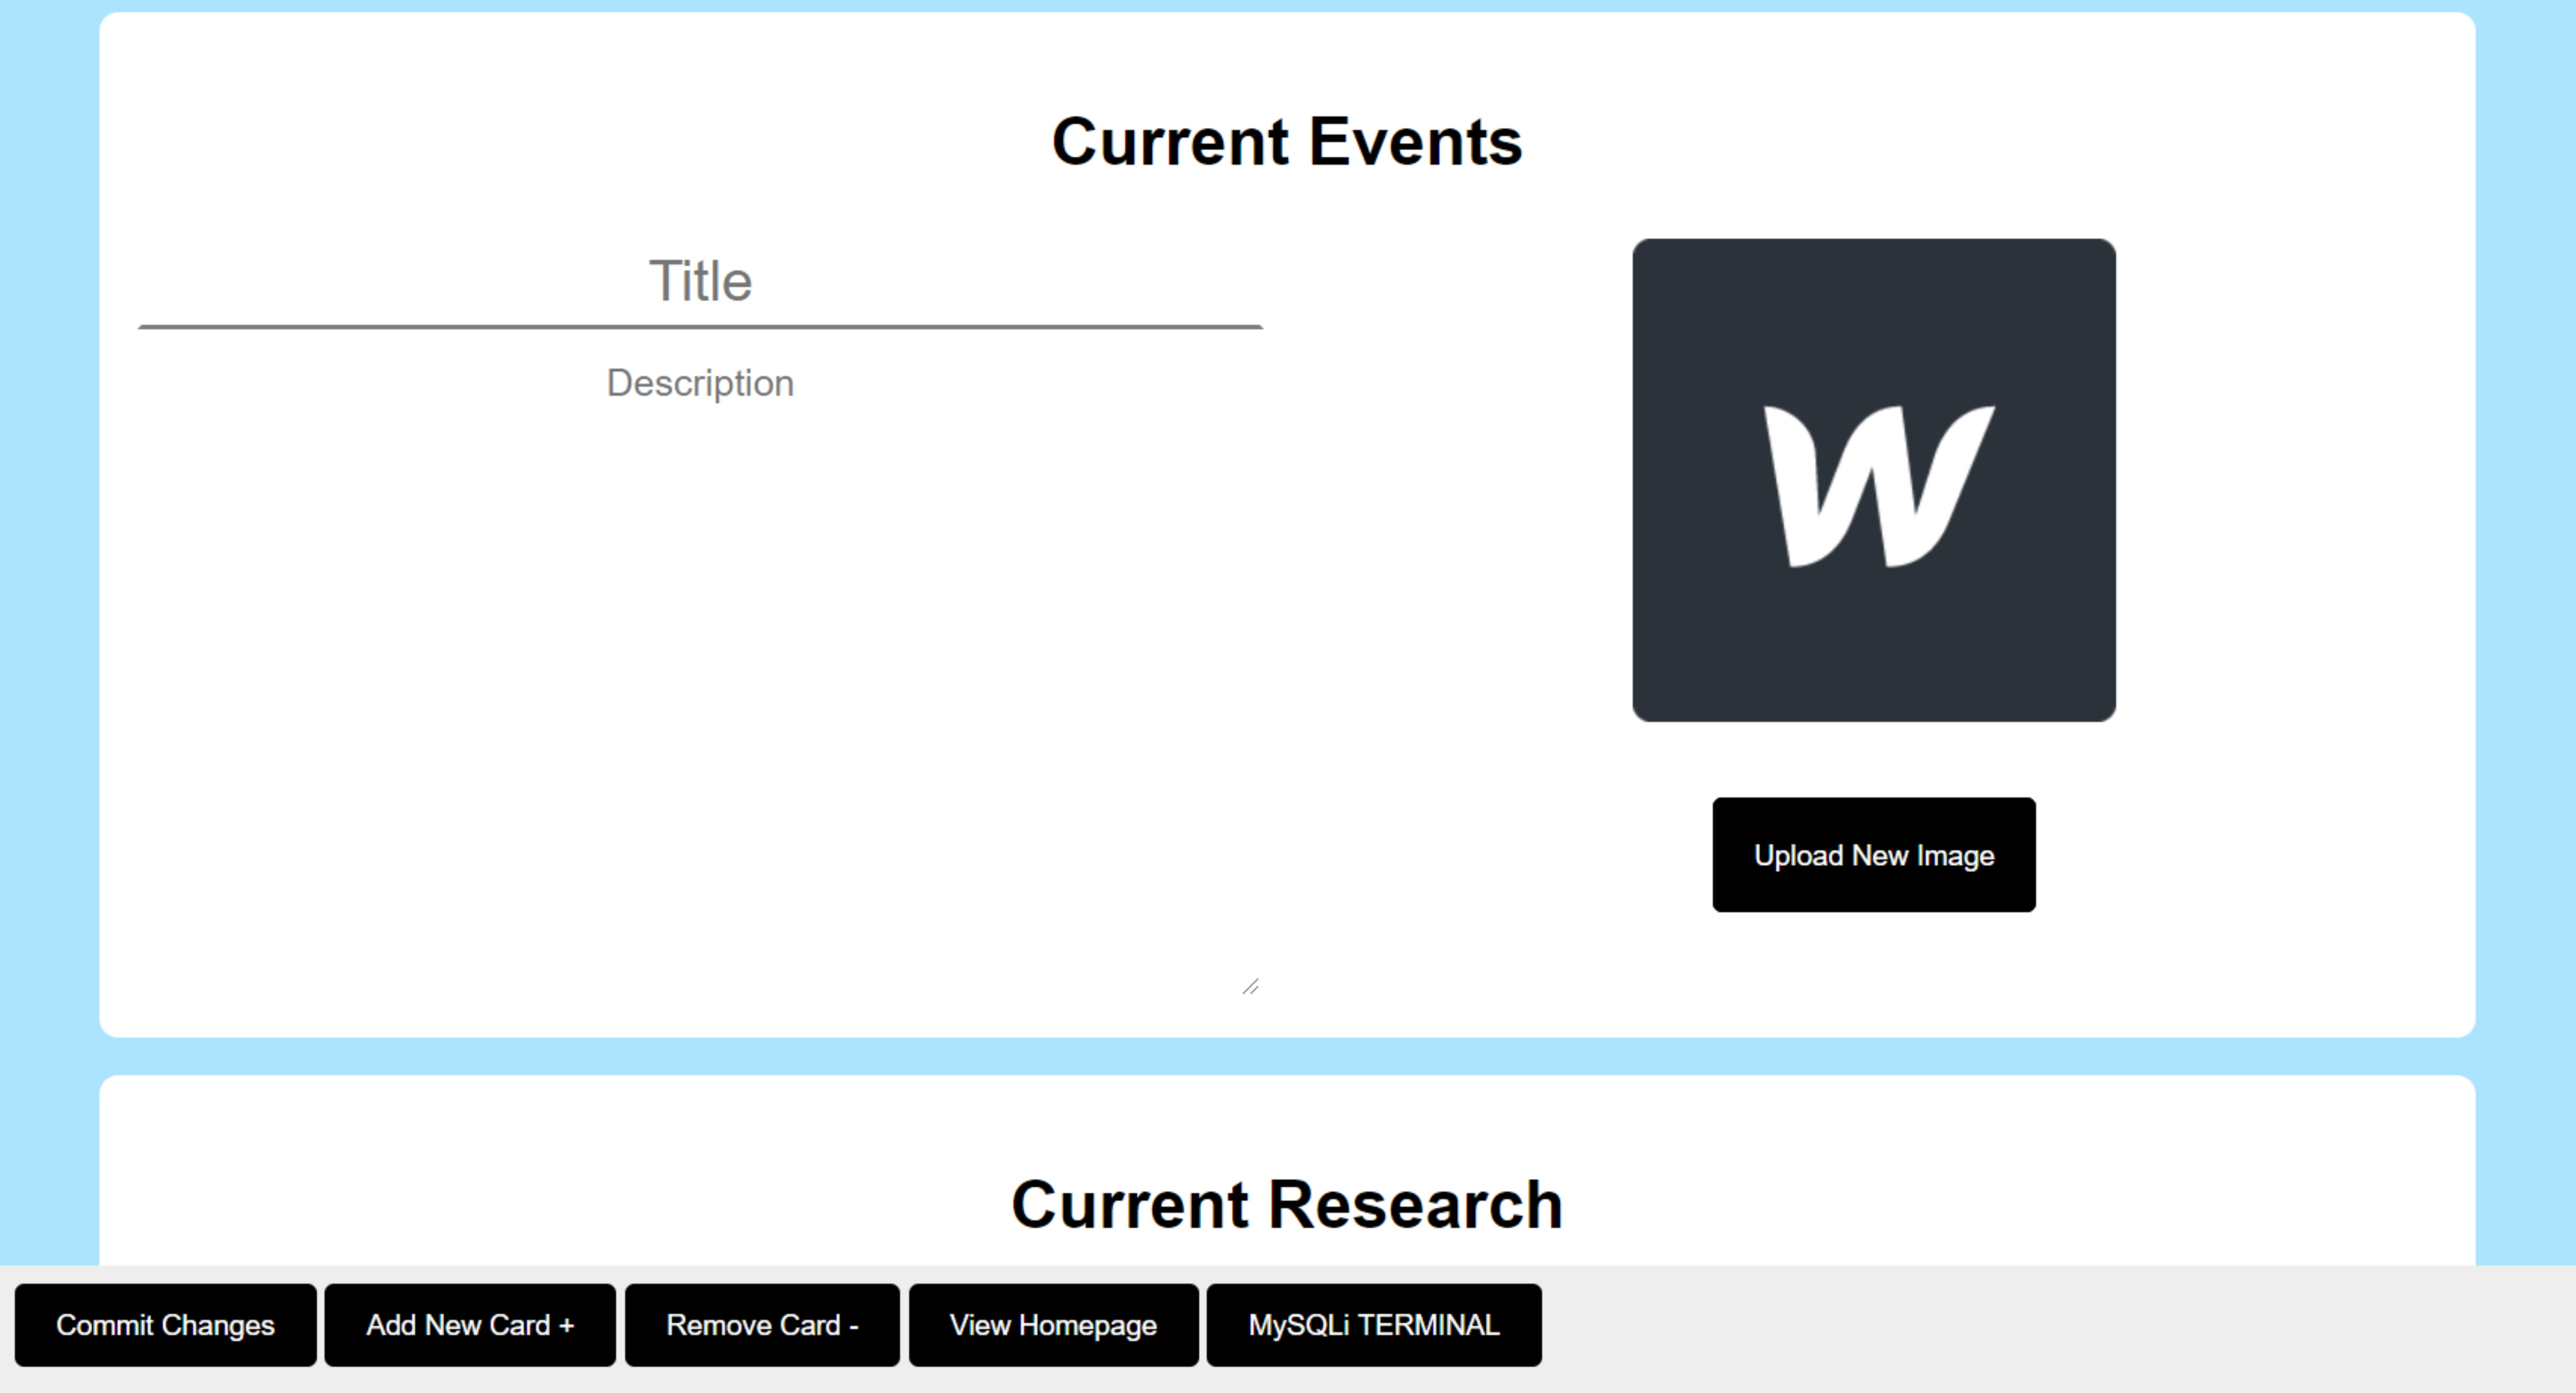 Current Events
Title
Description
W
Upload New Image
Current Research
Commit Changes
Add New Card +
Remove Card -
View Homepage
MySQLi TERMINAL